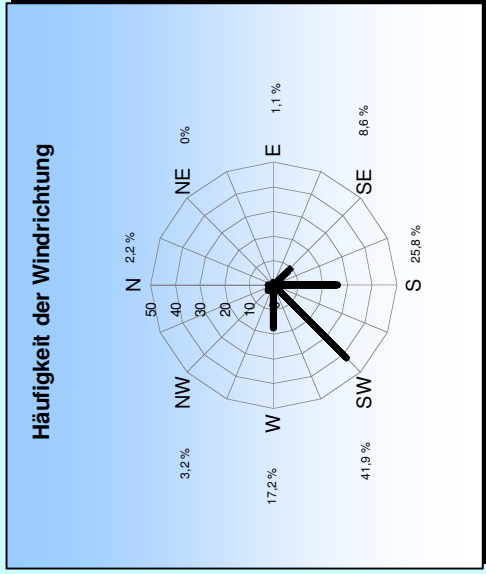 Häufigkeit der Windrichtung
N 2,2 %
50
3,2 % NW 40 NE 0%
30
20
10
17,2 % W 0 E 1,1 %
41,9 % SW SE 8,6 %
S 25,8 %